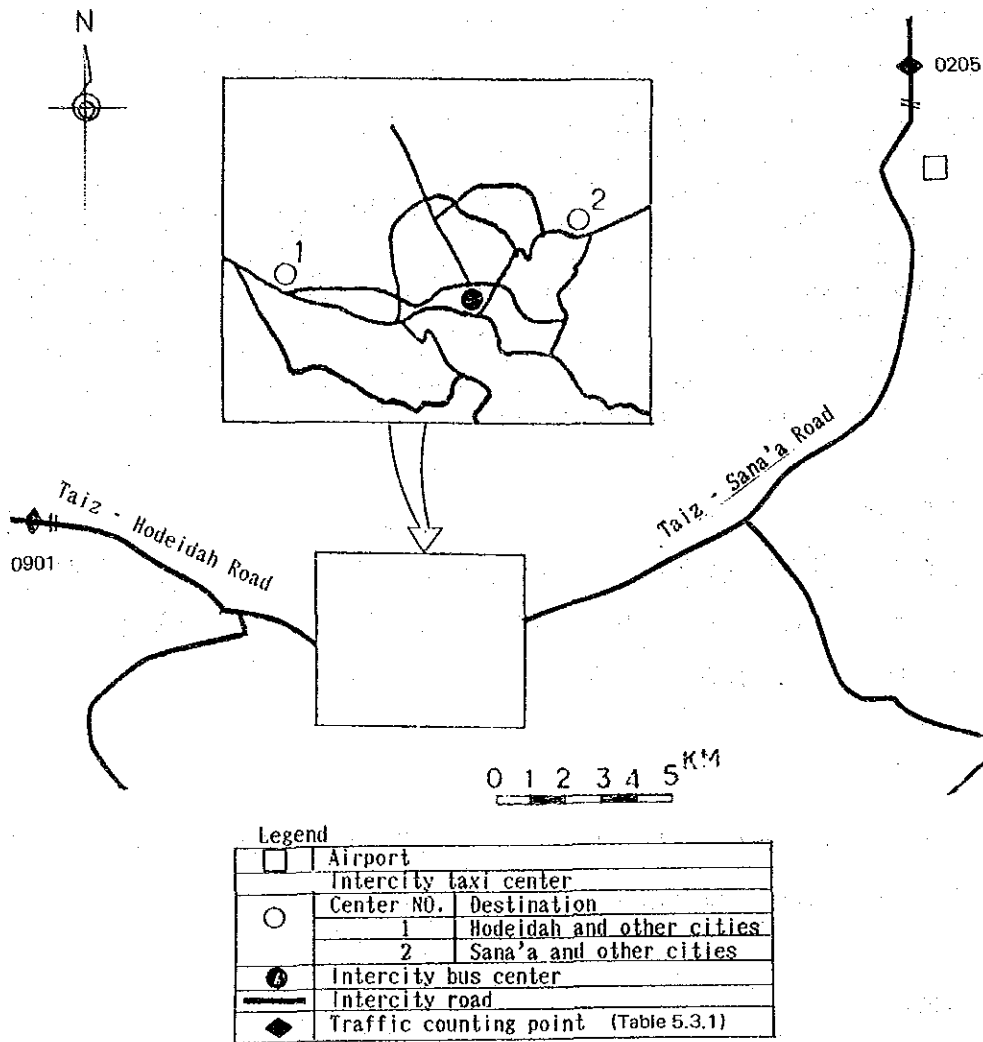 N
0205
2
1
Taiz - Sana'a Road
Taiz - Hodeidah Road
0901
0 1 2 3 4 5 KM
Legend
Airport
Intercity taxi center
Center NO. Destination
1 Hodeidah and other cities
2 Sana'a and other cities
Intercity bus center
Intercity road
Traffic counting point (Table 5.3.1)